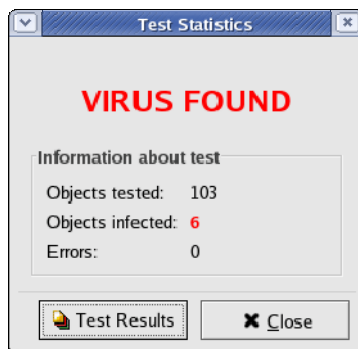 Test Statistics
VIRUS FOUND
Information about test
Objects tested: 103
Objects infected: 6
Errors: 0
Test Results
Close